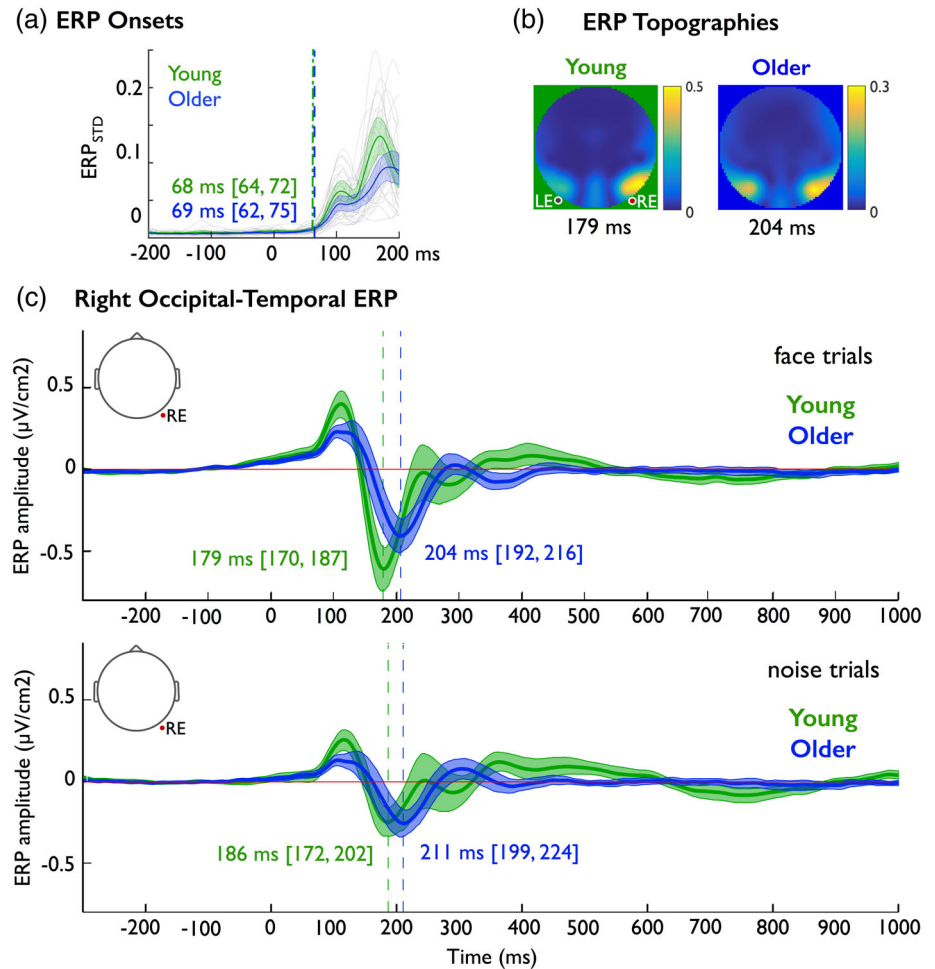 (a) ERP Onsets
Young
Older
ERP_STD
0.2
0.1
0
68 ms [64, 72]
69 ms [62, 75]
-200 -100 0 100 200 ms
(b) ERP Topographies
Young
Older
0.5
0
0.3
0
LE
RE
179 ms
204 ms
(c) Right Occipital-Temporal ERP
ERP amplitude (µV/cm2)
0.5
0
-0.5
RE
face trials
Young
Older
179 ms [170, 187]
204 ms [192, 216]
-200 -100 0 100 200 300 400 500 600 700 800 900 1000
ERP amplitude (µV/cm2)
0.5
0
-0.5
RE
noise trials
Young
Older
186 ms [172, 202]
211 ms [199, 224]
-200 -100 0 100 200 300 400 500 600 700 800 900 1000
Time (ms)